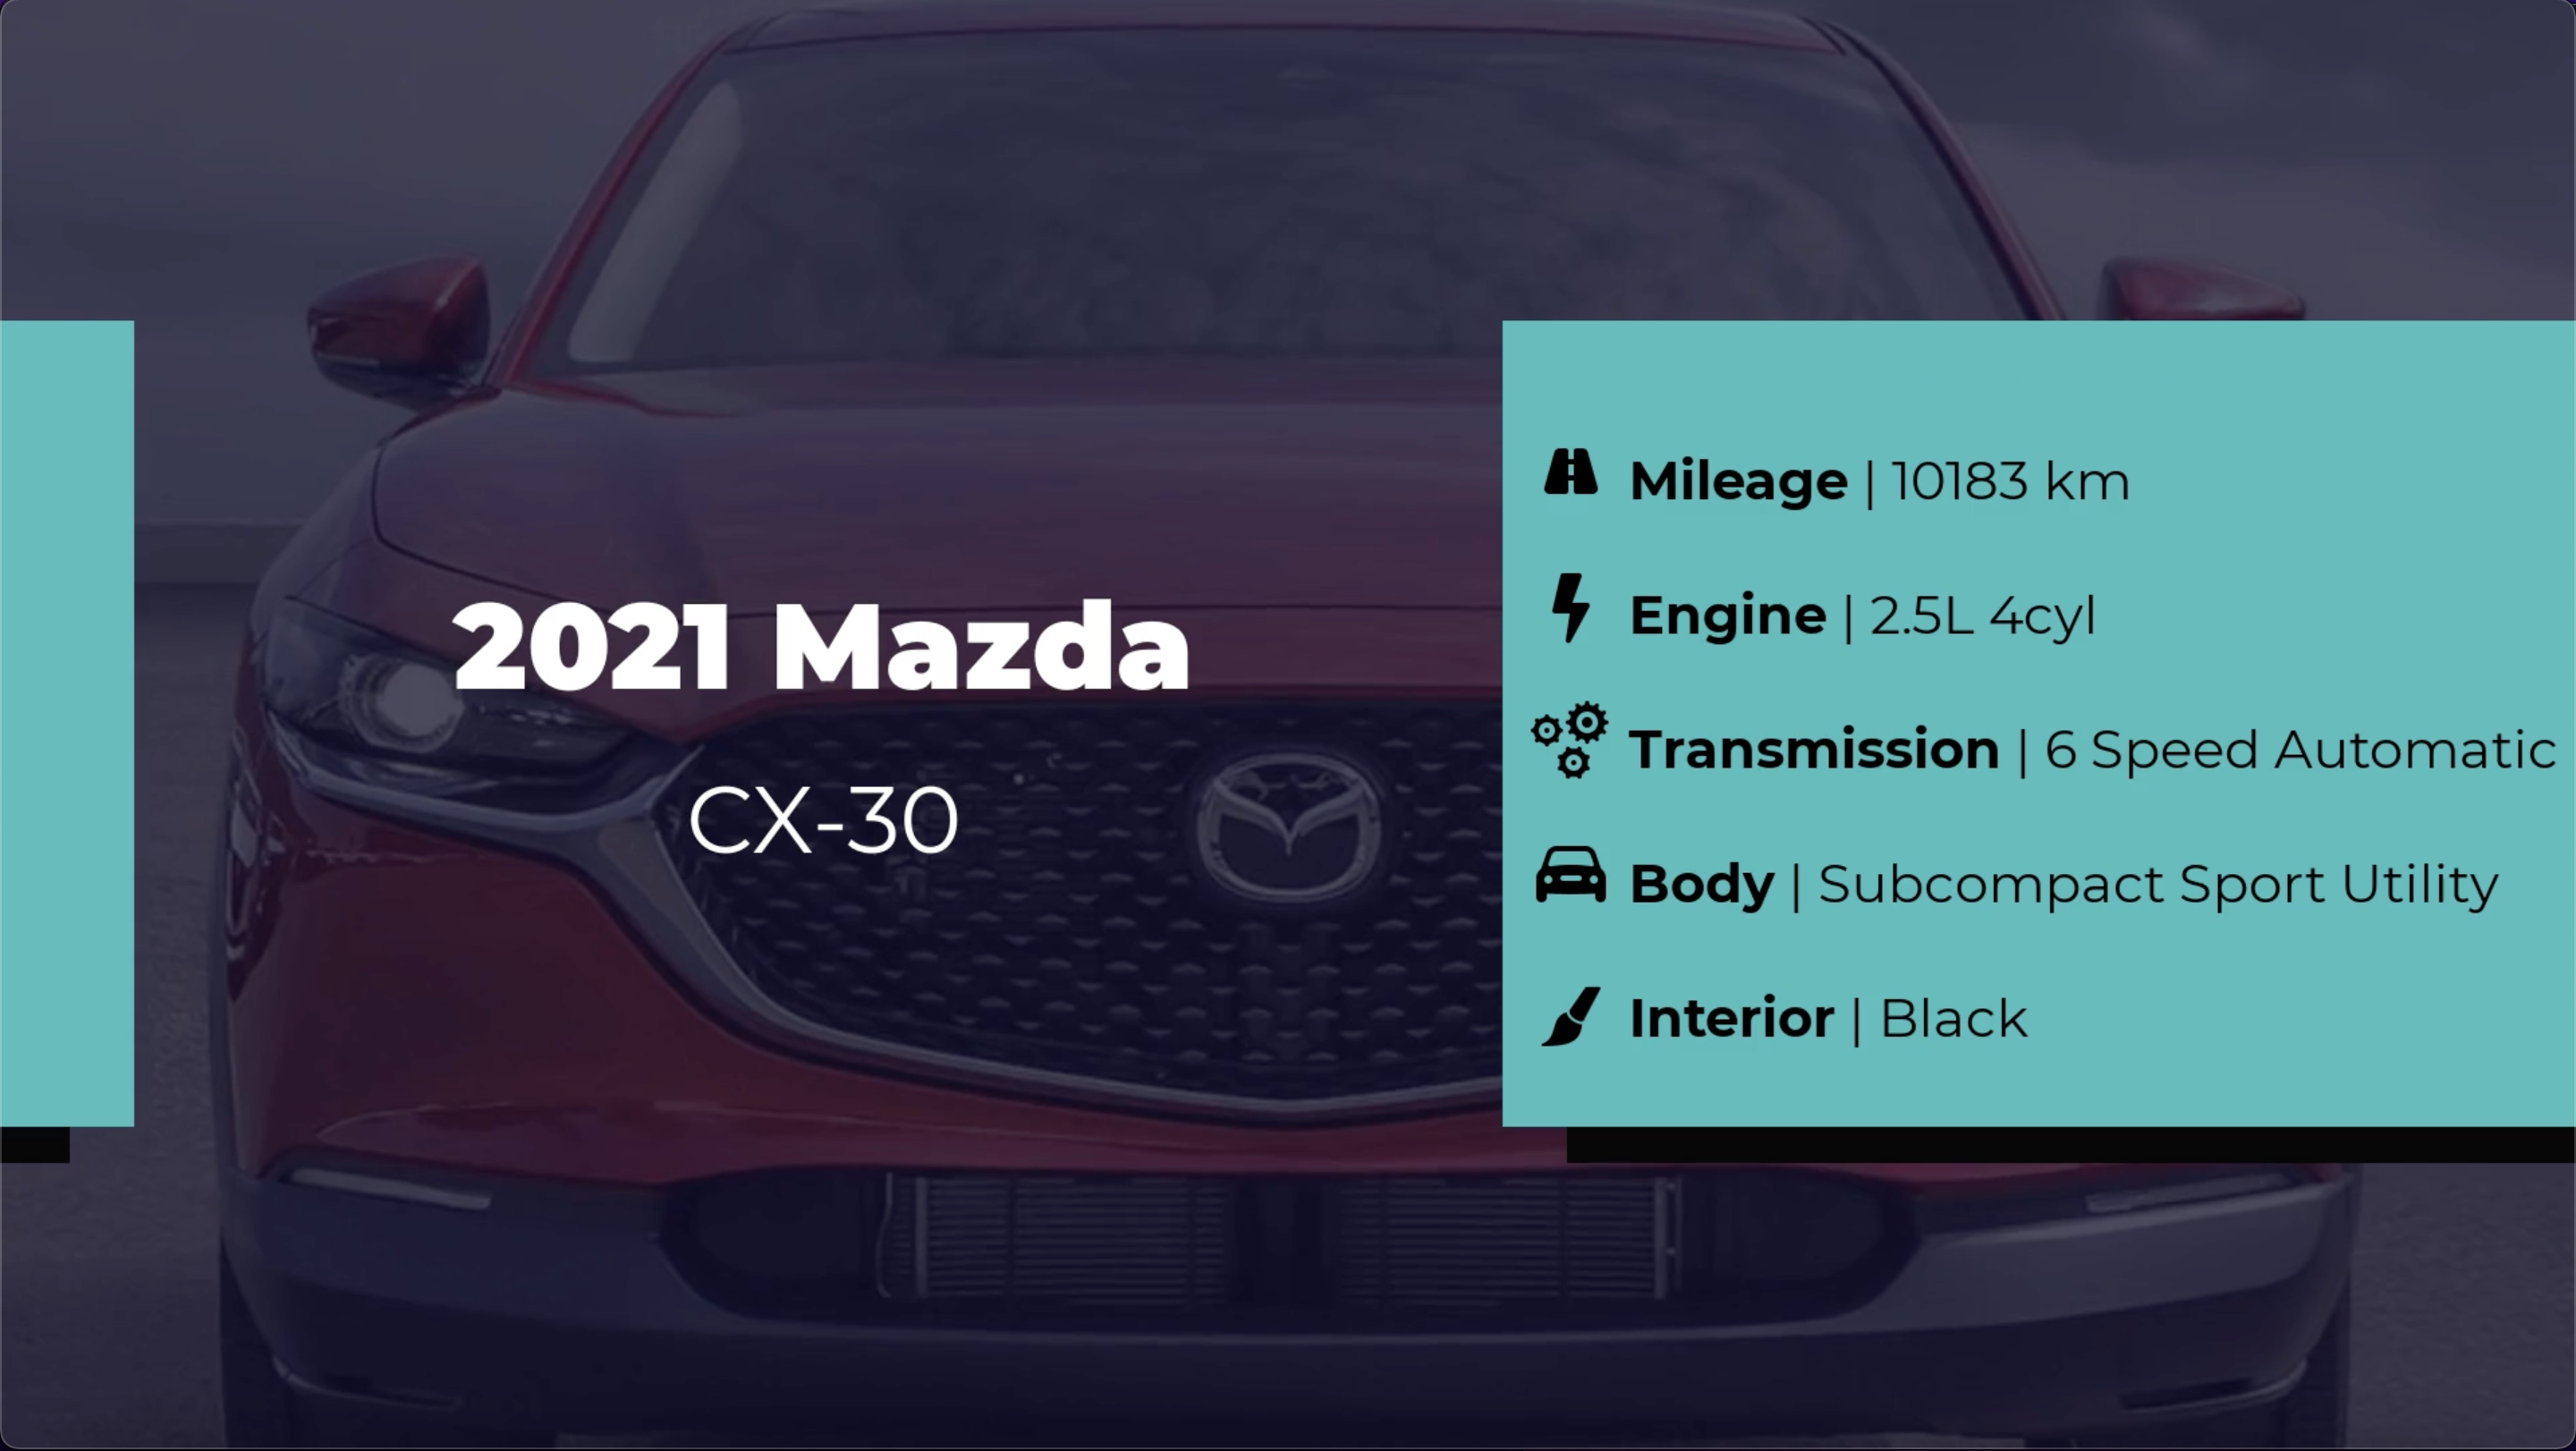 2021 Mazda
CX-30
Mileage | 10183 km
Engine | 2.5L 4cyl
Transmission | 6 Speed Automatic
Body | Subcompact Sport Utility
Interior | Black